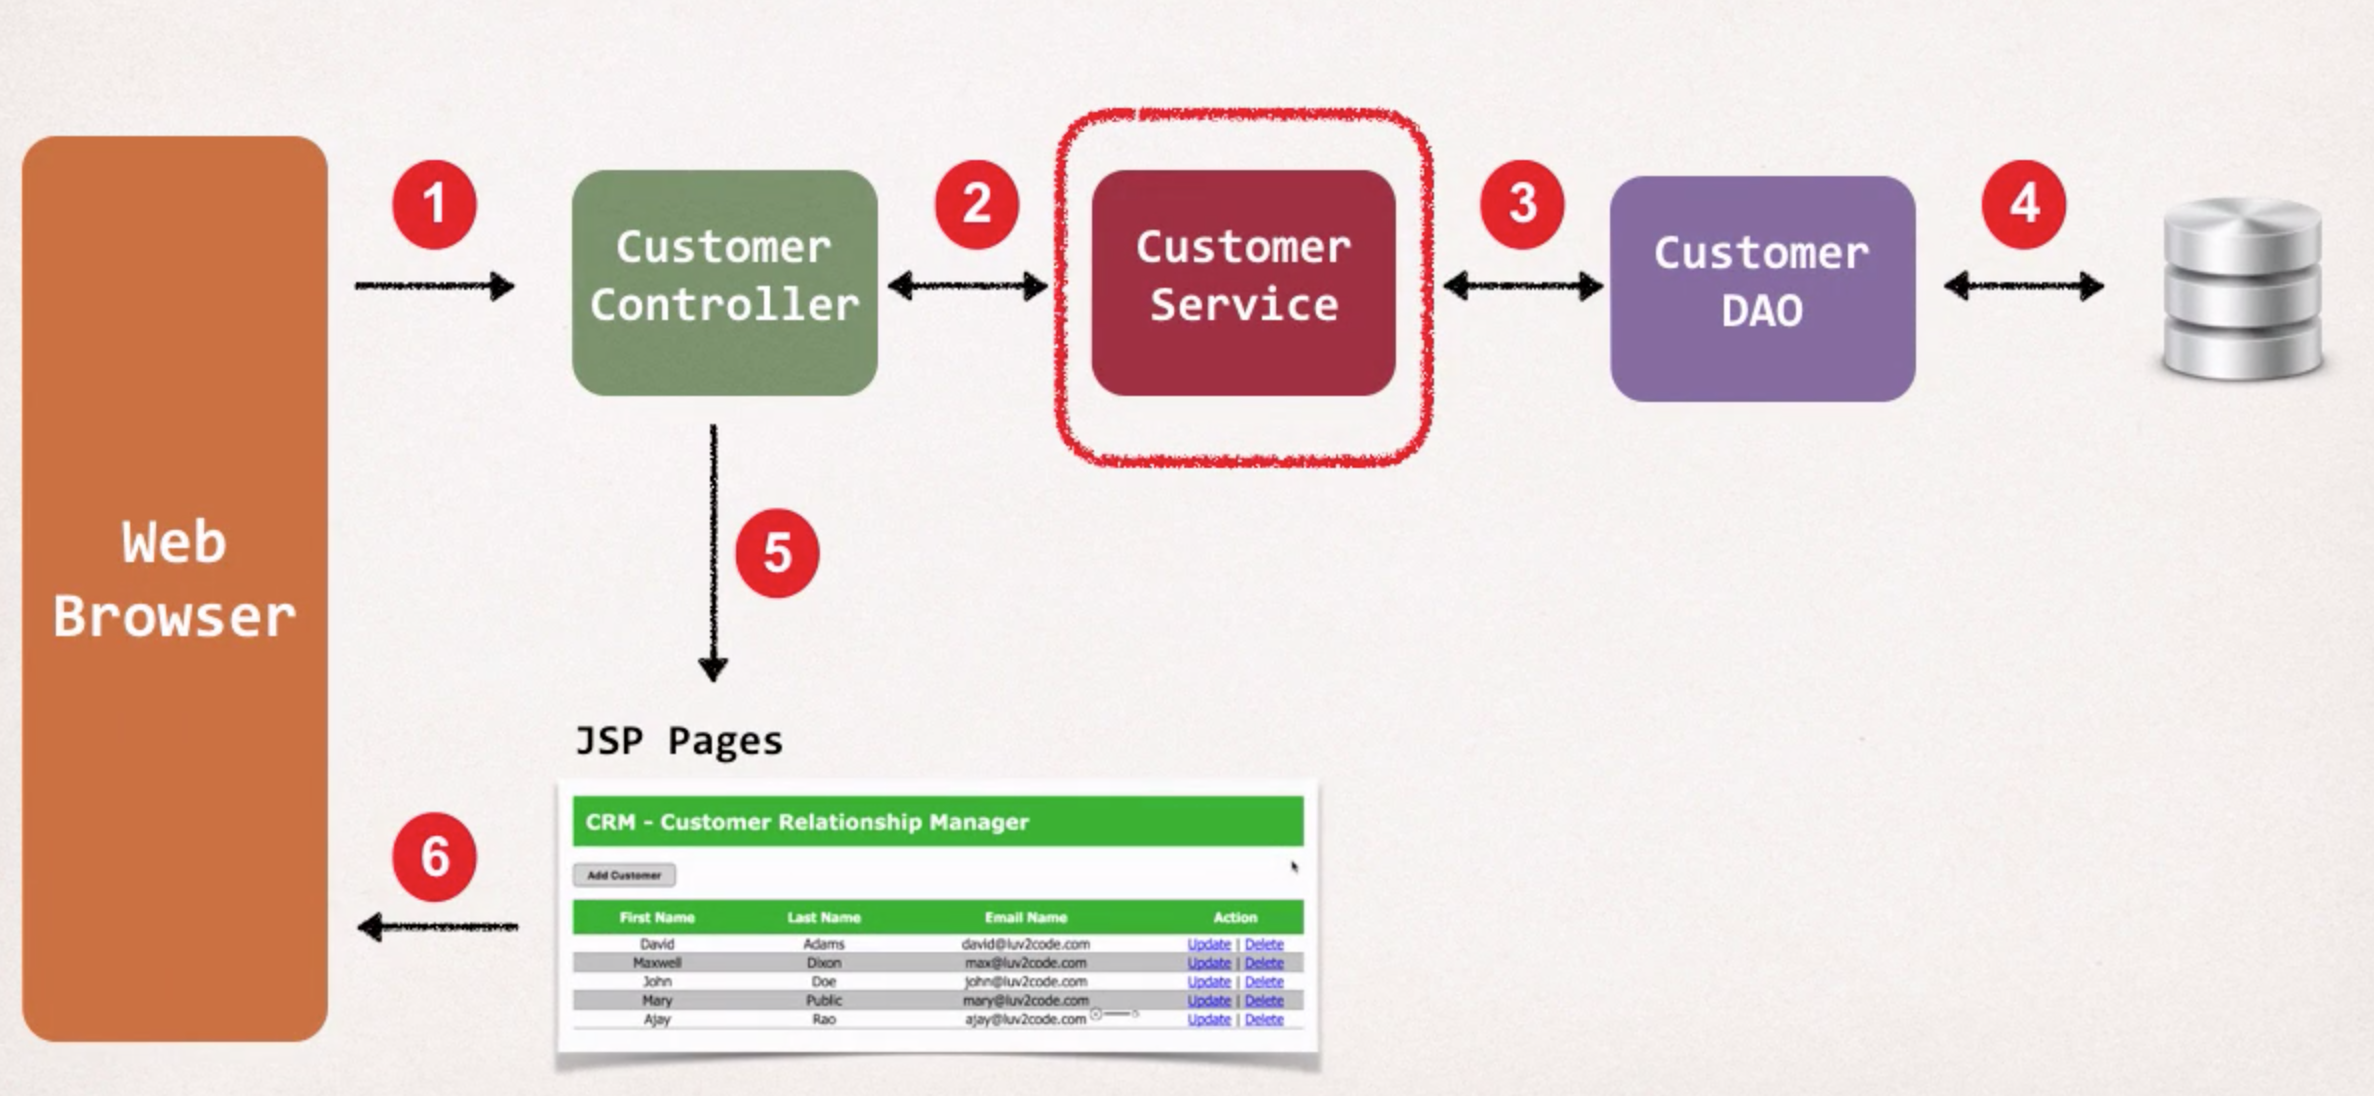 1
2
3
4
Customer
Controller
Customer
Service
Customer
DAO
Web
Browser
5
JSP Pages
6
CRM - Customer Relationship Manager
Add Customer
First Name Last Name Email Name Action
David Adams david@luv2code.com Update | Delete
Maxwell Dixon max@luv2code.com Update | Delete
John Doe john@luv2code.com Update | Delete
Mary Public mary@luv2code.com Update | Delete
Ajay Rao ajay@luv2code.com Update | Delete